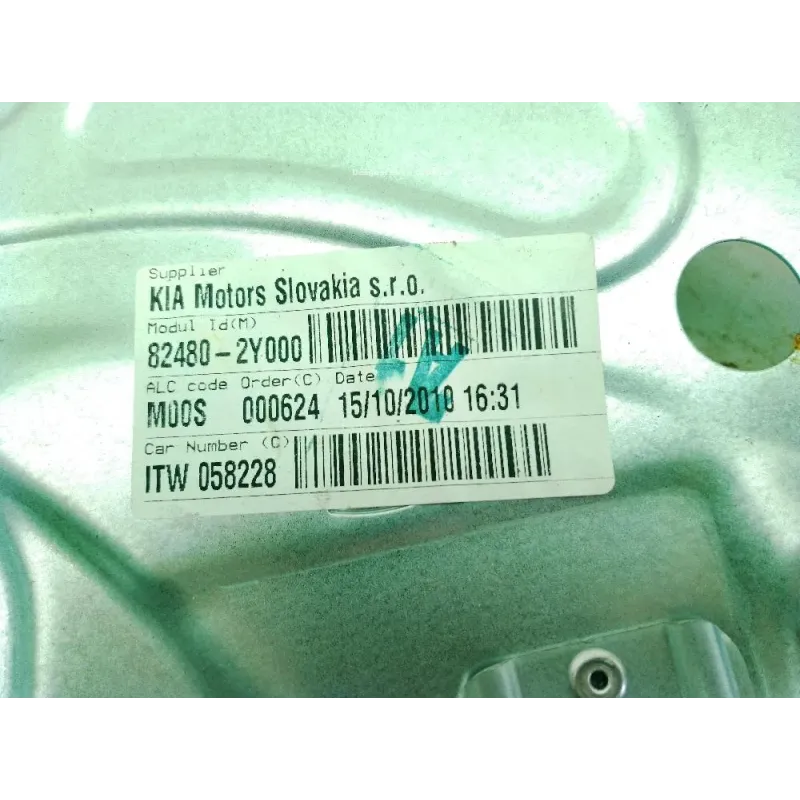 Supplier
KIA Motors Slovakia s.r.o.
Modul Id(M)
82480-2Y000
ALC code Order(C) Date
M00S 000624 15/10/2010 16:31
Car Number (C)
ITW 058228